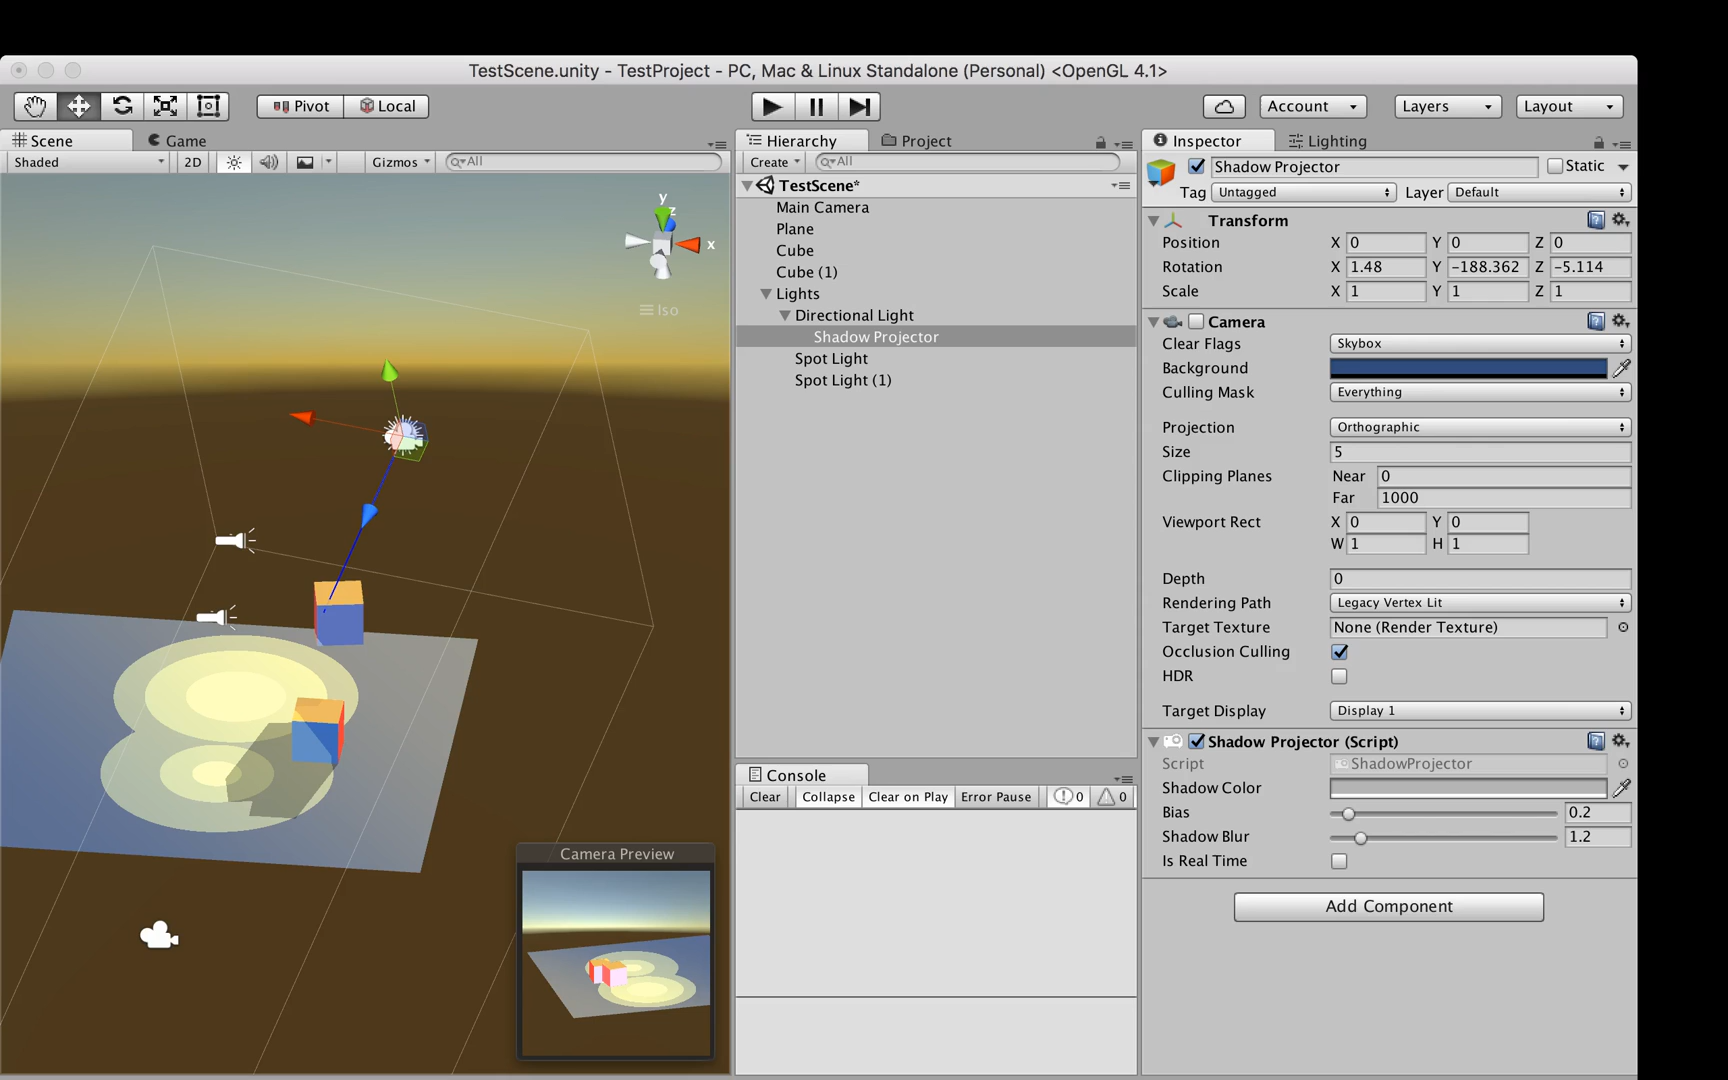 TestScene.unity - TestProject - PC, Mac & Linux Standalone (Personal) <OpenGL 4.1>
Pivot Local Account Layers Layout
Scene Game
Shaded 2D Gizmos All
y
z
x
Iso
Camera Preview
Hierarchy Project
Create All
TestScene*
Main Camera
Plane
Cube
Cube (1)
Lights
Directional Light
Shadow Projector
Spot Light
Spot Light (1)
Console
Clear Collapse Clear on Play Error Pause 0 0
Inspector Lighting
Shadow Projector Static
Tag Untagged Layer Default
Transform
Position X 0 Y 0 Z 0
Rotation X 1.48 Y -188.362 Z -5.114
Scale X 1 Y 1 Z 1
Camera
Clear Flags Skybox
Background
Culling Mask Everything
Projection Orthographic
Size 5
Clipping Planes Near 0
Far 1000
Viewport Rect X 0 Y 0
W 1 H 1
Depth 0
Rendering Path Legacy Vertex Lit
Target Texture None (Render Texture)
Occlusion Culling
HDR
Target Display Display 1
Shadow Projector (Script)
Script ShadowProjector
Shadow Color
Bias 0.2
Shadow Blur 1.2
Is Real Time
Add Component